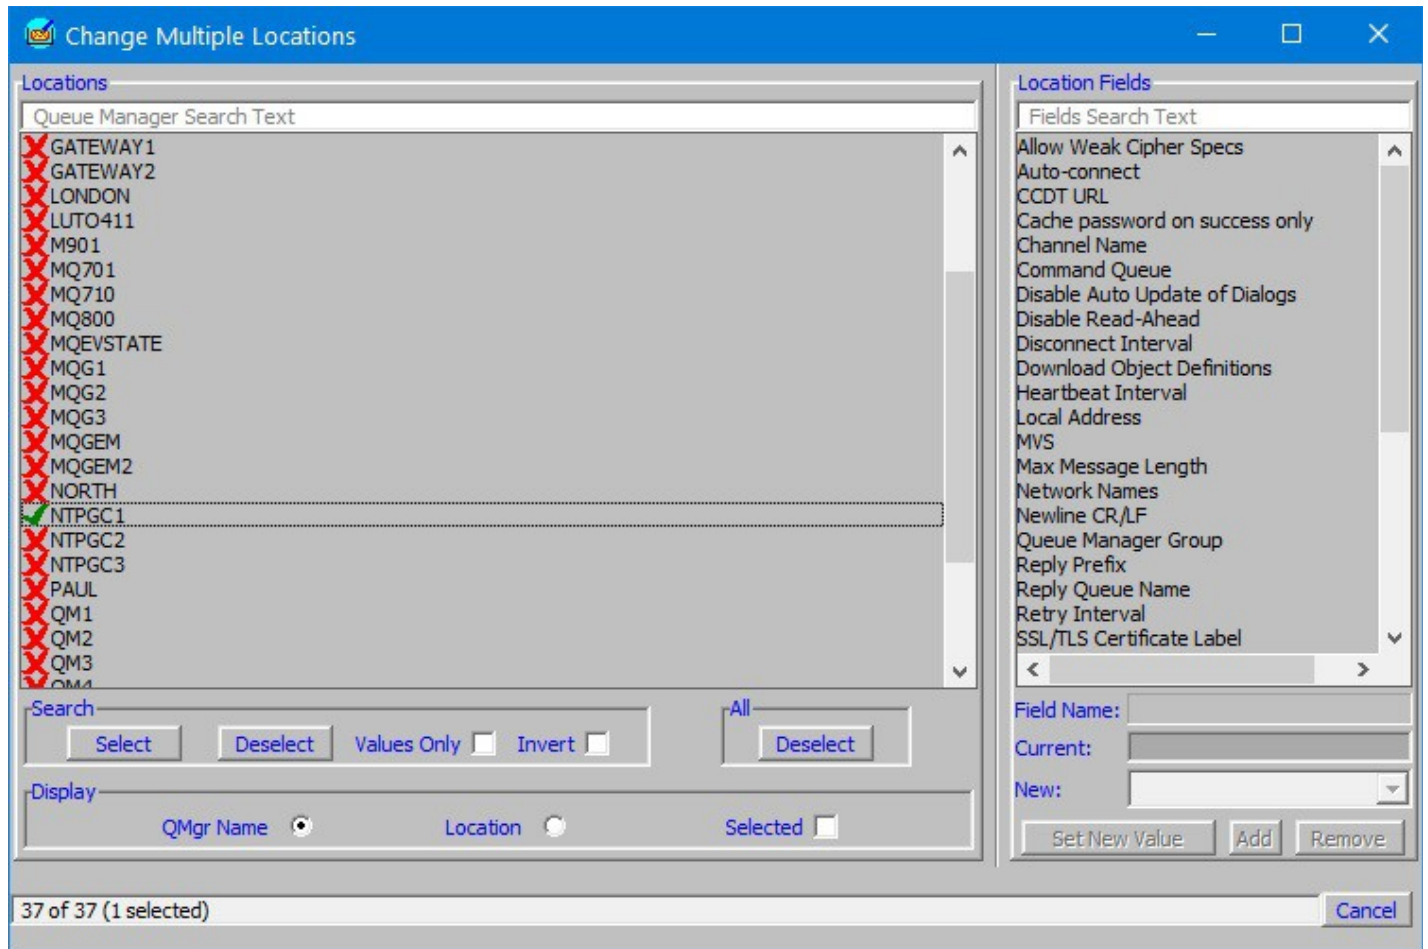 Change Multiple Locations
Locations
Queue Manager Search Text
GATEWAY1
GATEWAY2
LONDON
LUTO411
M901
MQ701
MQ710
MQ800
MQEVSTATE
MQG1
MQG2
MQG3
MQGEM
MQGEM2
NORTH
NTPGC1
NTPGC2
NTPGC3
PAUL
QM1
QM2
QM3
QM4
Search
Select Deselect Values Only Invert
All
Deselect
Display
QMgr Name Location Selected
Location Fields
Fields Search Text
Allow Weak Cipher Specs
Auto-connect
CCDT URL
Cache password on success only
Channel Name
Command Queue
Disable Auto Update of Dialogs
Disable Read-Ahead
Disconnect Interval
Download Object Definitions
Heartbeat Interval
Local Address
MVS
Max Message Length
Network Names
Newline CR/LF
Queue Manager Group
Reply Prefix
Reply Queue Name
Retry Interval
SSL/TLS Certificate Label
Field Name:
Current:
New:
Set New Value Add Remove
37 of 37 (1 selected)
Cancel